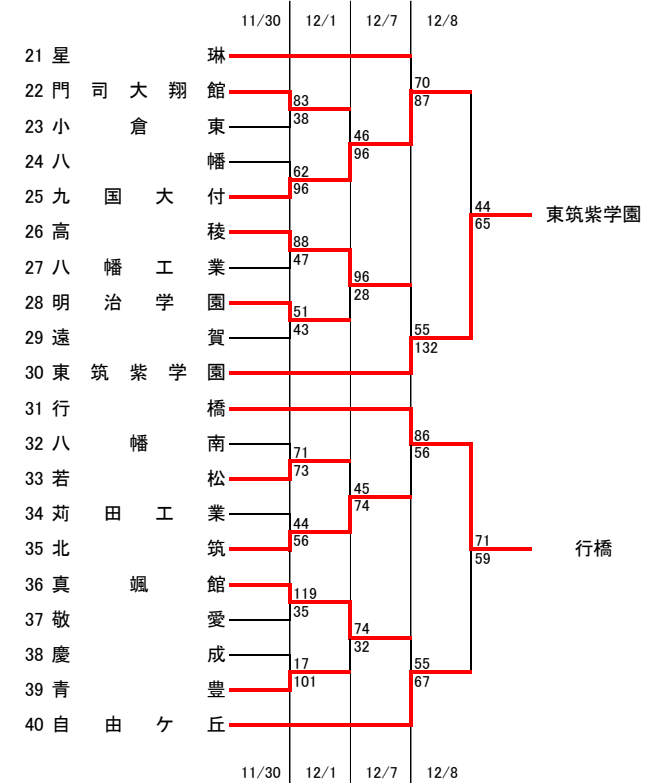 11/30 12/1 12/7 12/8
21 星琳
70
22 門司大翔館
87
83
38
23 小倉東
46
96
24 八幡
62
96
25 九国大付
44
65
東筑紫学園
26 高稜
88
47
27 八幡工業
96
28
28 明治学園
51
43
29 遠賀
55
132
30 東筑紫学園
31 行橋
86
56
32 八幡南
71
73
33 若松
45
74
34 苅田工業
44
56
35 北筑
71
59
行橋
36 真颯館
119
35
37 敬愛
74
32
38 慶成
17
101
39 青豊
55
67
40 自由ケ丘
11/30 12/1 12/7 12/8